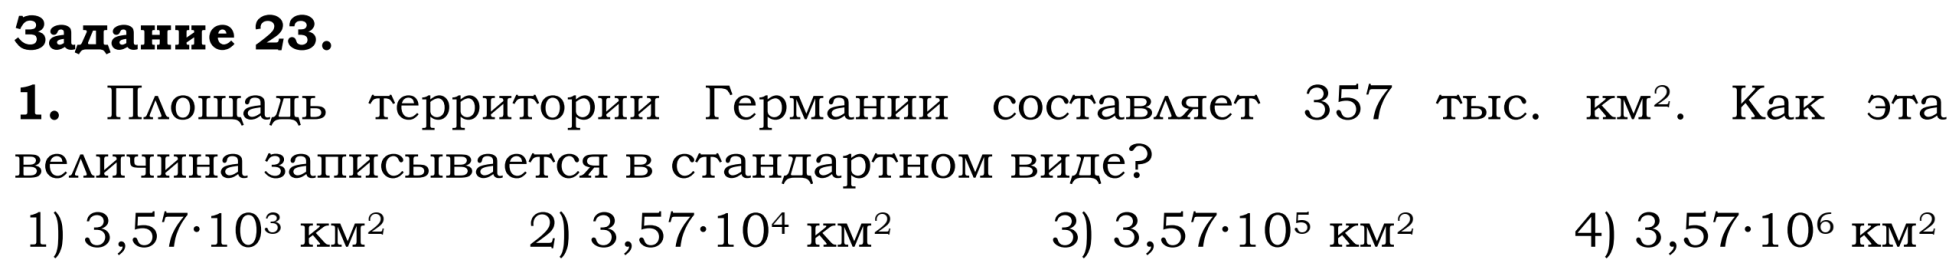 Задание 23.
1. Площадь территории Германии составляет 357 тыс. км². Как эта
величина записывается в стандартном виде?
1) 3,57·10³ км² 2) 3,57·10⁴ км² 3) 3,57·10⁵ км² 4) 3,57·10⁶ км²